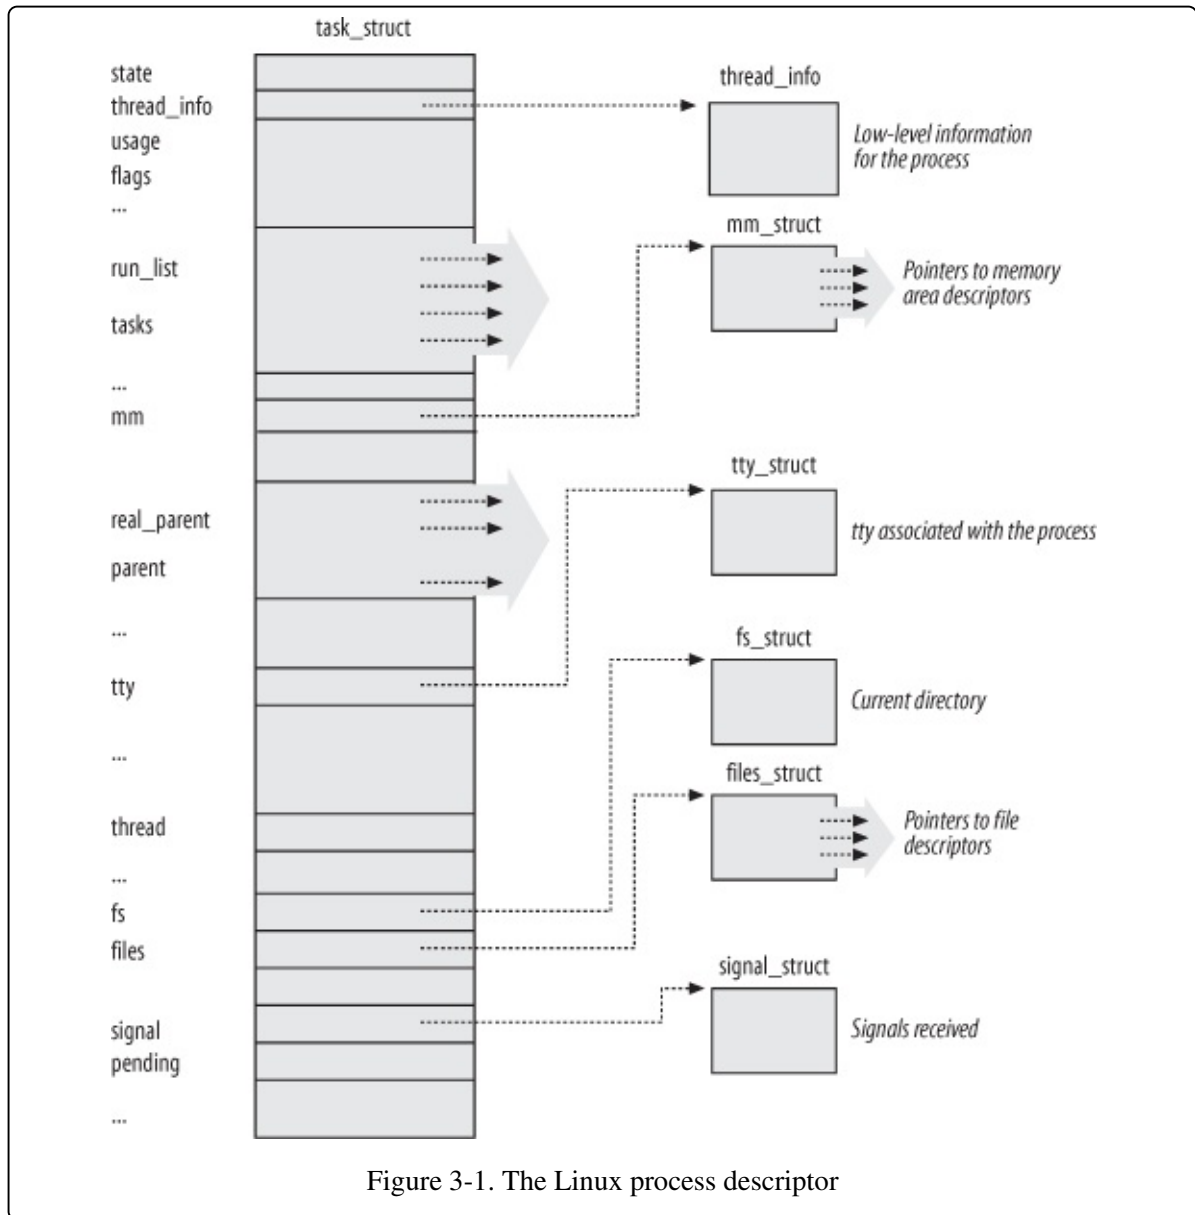 task_struct
state
thread_info
usage
flags
...
run_list
tasks
...
mm
real_parent
parent
...
tty
...
thread
...
fs
files
signal
pending
...
thread_info
Low-level information
for the process
mm_struct
Pointers to memory
area descriptors
tty_struct
tty associated with the process
fs_struct
Current directory
files_struct
Pointers to file
descriptors
signal_struct
Signals received
Figure 3-1. The Linux process descriptor